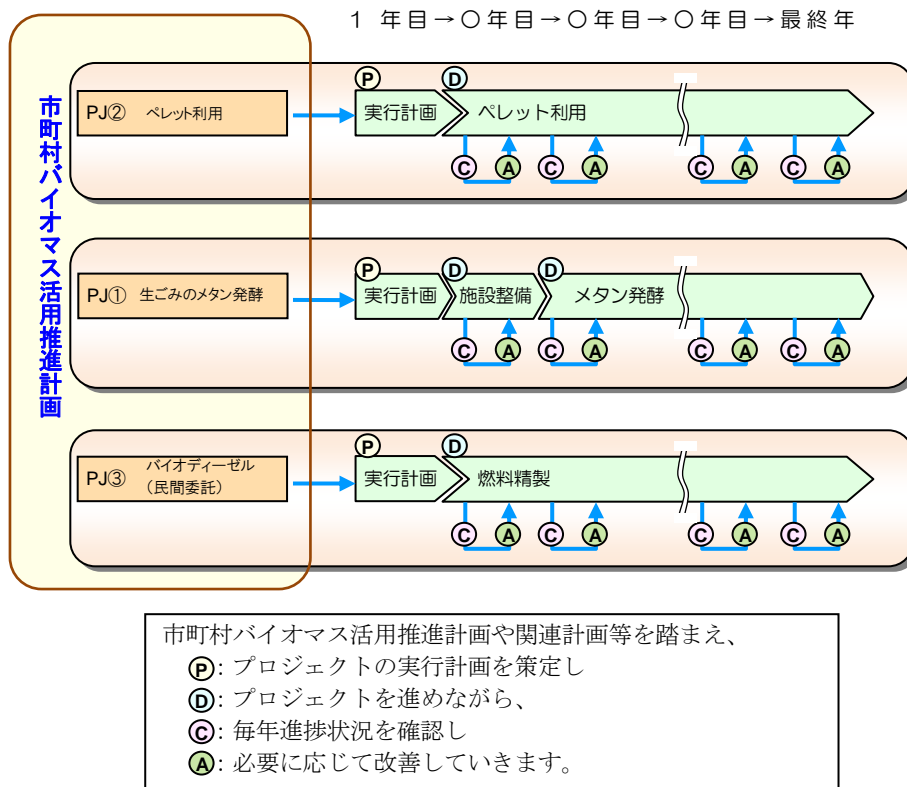 1 年目→〇年目→〇年目→〇年目→最終年
市町村バイオマス活用推進計画
P D
PJ② ペレット利用 実行計画 ペレット利用
C A C A C A C A
P D D
PJ① 生ごみのメタン発酵 実行計画 施設整備 メタン発酵
C A C A C A C A
P D
PJ③ バイオディーゼル
(民間委託)
実行計画 燃料精製
C A C A C A C A
市町村バイオマス活用推進計画や関連計画等を踏まえ、
P: プロジェクトの実行計画を策定し
D: プロジェクトを進めながら、
C: 毎年進捗状況を確認し
A: 必要に応じて改善していきます。